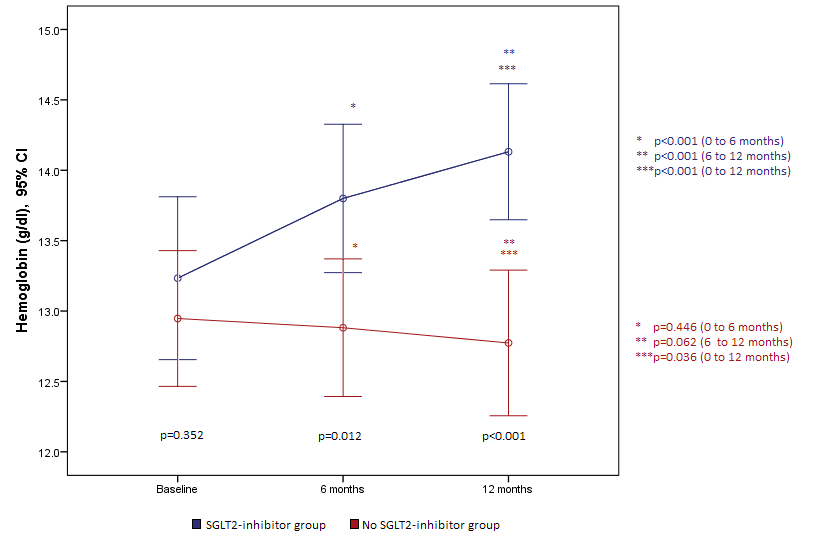 15.0
14.5
14.0
13.5
13.0
12.5
12.0
Hemoglobin (g/dl), 95% CI
**
***
*
*
**
***
p=0.352
p=0.012
p<0.001
Baseline
6 months
12 months
SGLT2-inhibitor group
No SGLT2-inhibitor group
* p<0.001 (0 to 6 months)
** p<0.001 (6 to 12 months)
***p<0.001 (0 to 12 months)
* p=0.446 (0 to 6 months)
** p=0.062 (6 to 12 months)
***p=0.036 (0 to 12 months)